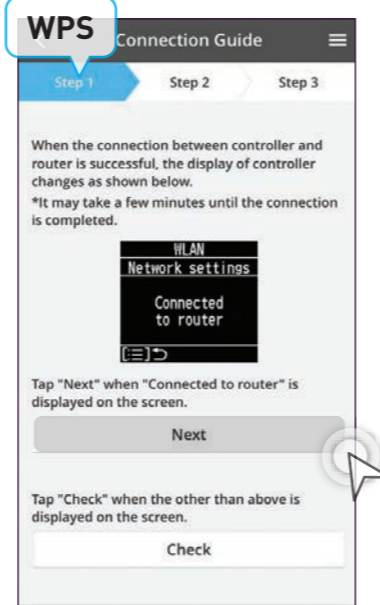 WPS
Connection Guide
Step 1
Step 2
Step 3
When the connection between controller and
router is successful, the display of controller
changes as shown below.
*It may take a few minutes until the connection
is completed.
WLAN
Network settings
Connected
to router
Tap "Next" when "Connected to router" is
displayed on the screen.
Next
Tap "Check" when the other than above is
displayed on the screen.
Check